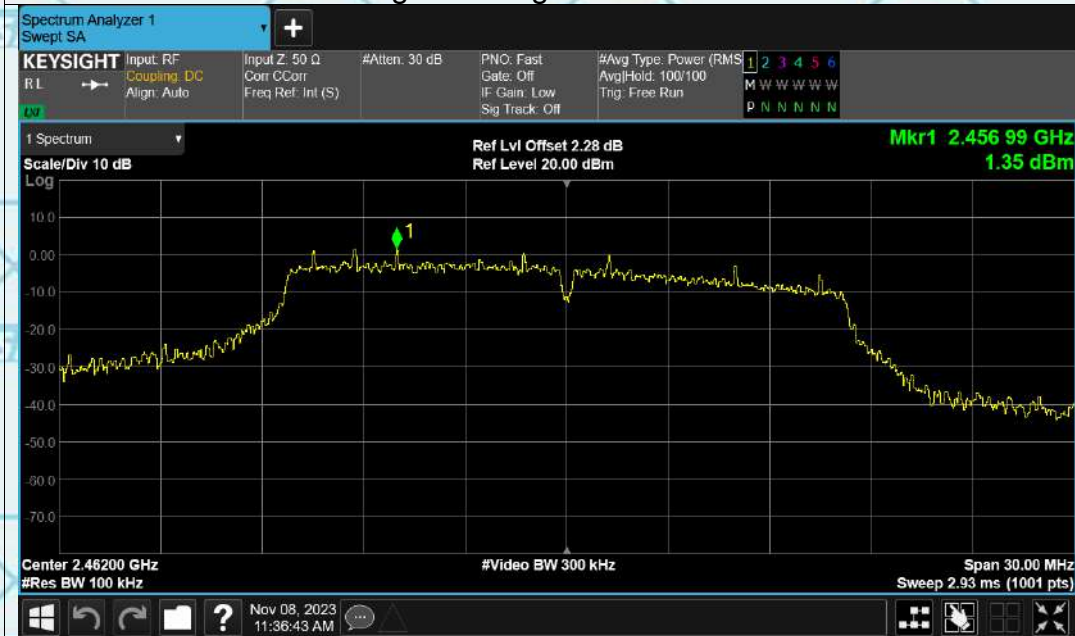 Spectrum Analyzer 1
Swept SA
+
KEYSIGHT
RL
LXI
Input: RF
Coupling: DC
Align: Auto
Input Z: 50 Ω
Corr CCorr
Freq Ref: Int (S)
#Atten: 30 dB
PNO: Fast
Gate: Off
IF Gain: Low
Sig Track: Off
#Avg Type: Power (RMS
Avg|Hold: 100/100
Trig: Free Run
1 2 3 4 5 6
M W W W W W
P N N N N N
1 Spectrum
Scale/Div 10 dB
Log
Ref Lvl Offset 2.28 dB
Ref Level 20.00 dBm
Mkr1 2.456 99 GHz
1.35 dBm
1
10.0
0.00
-10.0
-20.0
-30.0
-40.0
-50.0
-60.0
-70.0
Center 2.46200 GHz
#Res BW 100 kHz
#Video BW 300 kHz
Span 30.00 MHz
Sweep 2.93 ms (1001 pts)
?
Nov 08, 2023
11:36:43 AM